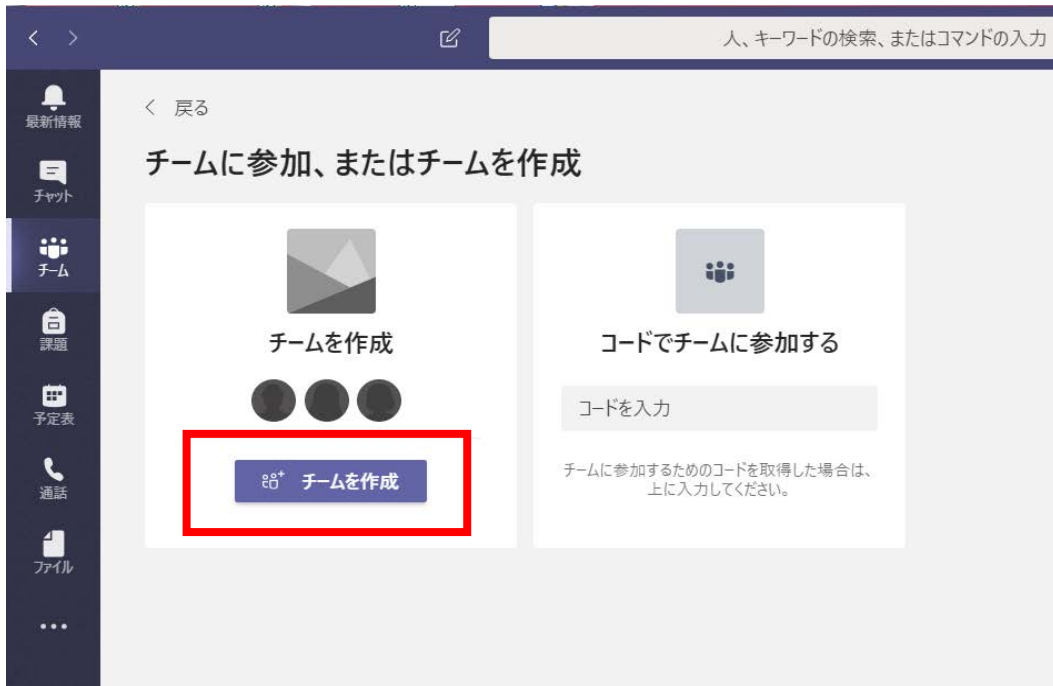 人、キーワードの検索、またはコマンドの入力
最新情報
チャット
チーム
課題
予定表
通話
ファイル
戻る
チームに参加、またはチームを作成
チームを作成
チームを作成
コードでチームに参加する
コードを入力
チームに参加するためのコードを取得した場合は、
上に入力してください。